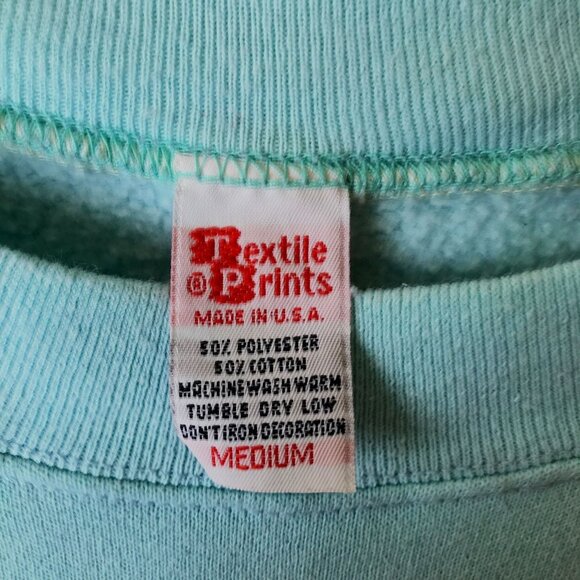 Textile
® Prints
MADE IN U.S.A.
50% POLYESTER
50% COTTON
MACHINE WASH WARM
TUMBLE DRY LOW
DON'T IRON DECORATION
MEDIUM